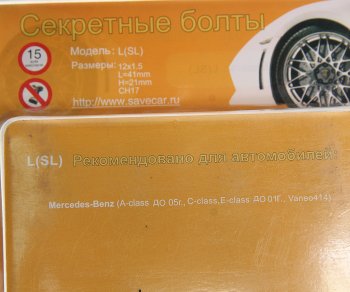 Секретные болты
Модель: L(SL)
15
Размеры: 12x1.5
L=41mm
H=21mm
CH17
http://www.savecar.ru
L(SL) Рекомендовано для автомобилей:
Mercedes-Benz (A-class ДО 05г., C-class,E-class ДО 01Г., Vaneo414)